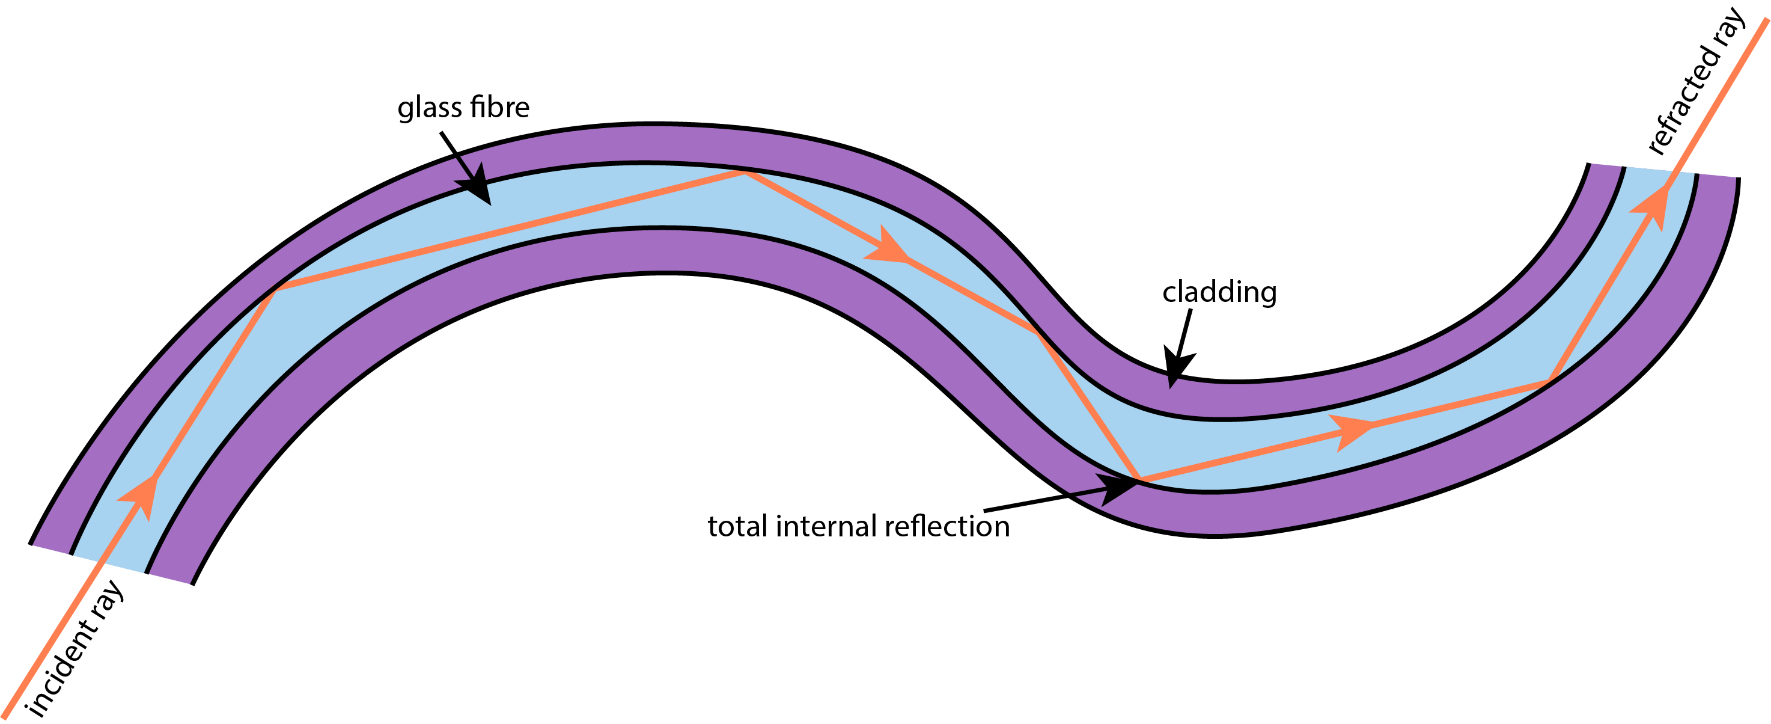 glass fibre
refracted ray
cladding
total internal reflection
incident ray